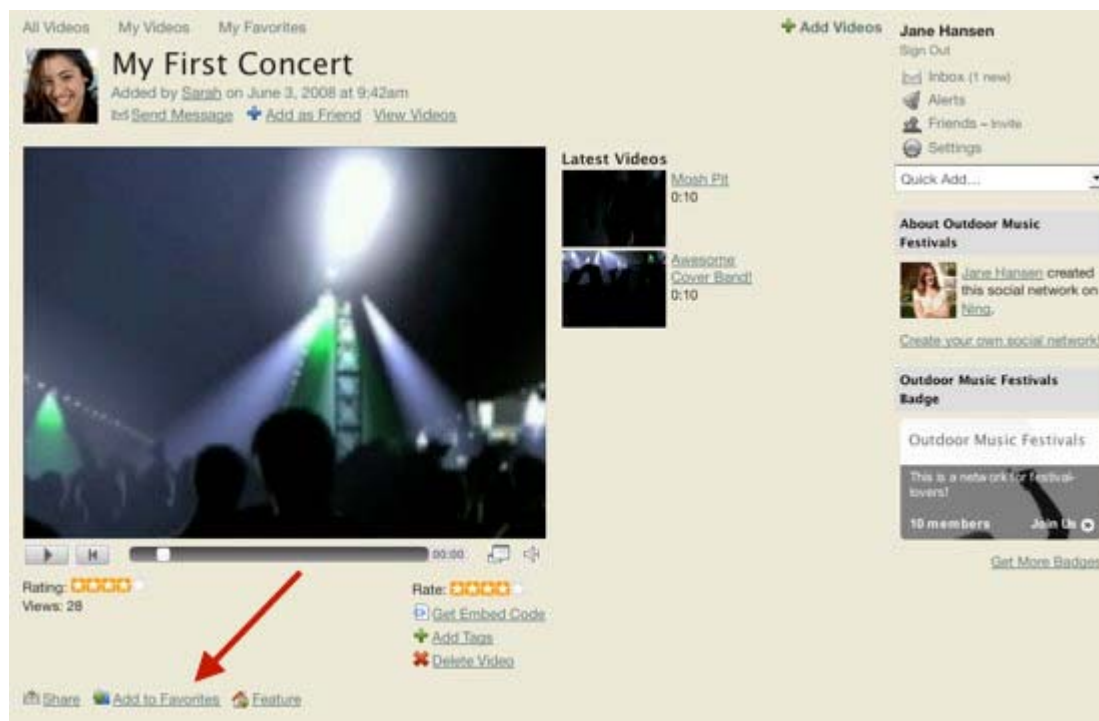 All Videos My Videos My Favorites
Add Videos
My First Concert
Added by Sarah on June 3, 2008 at 9:42am
Send Message Add as Friend View Videos
Latest Videos
Mosh Pit
0:10
Awesome
Cover Band!
0:10
00:00
Rating:
Views: 28
Rate:
Get Embed Code
Add Tags
Delete Video
Share Add to Favorites Feature
Jane Hansen
Sign Out
Inbox (1 new)
Alerts
Friends – Invite
Settings
Quick Add...
About Outdoor Music
Festivals
Jane Hansen created
this social network on
Ning.
Create your own social network!
Outdoor Music Festivals
Badge
Outdoor Music Festivals
This is a network for festival-
lovers!
10 members Join Us
Get More Badges